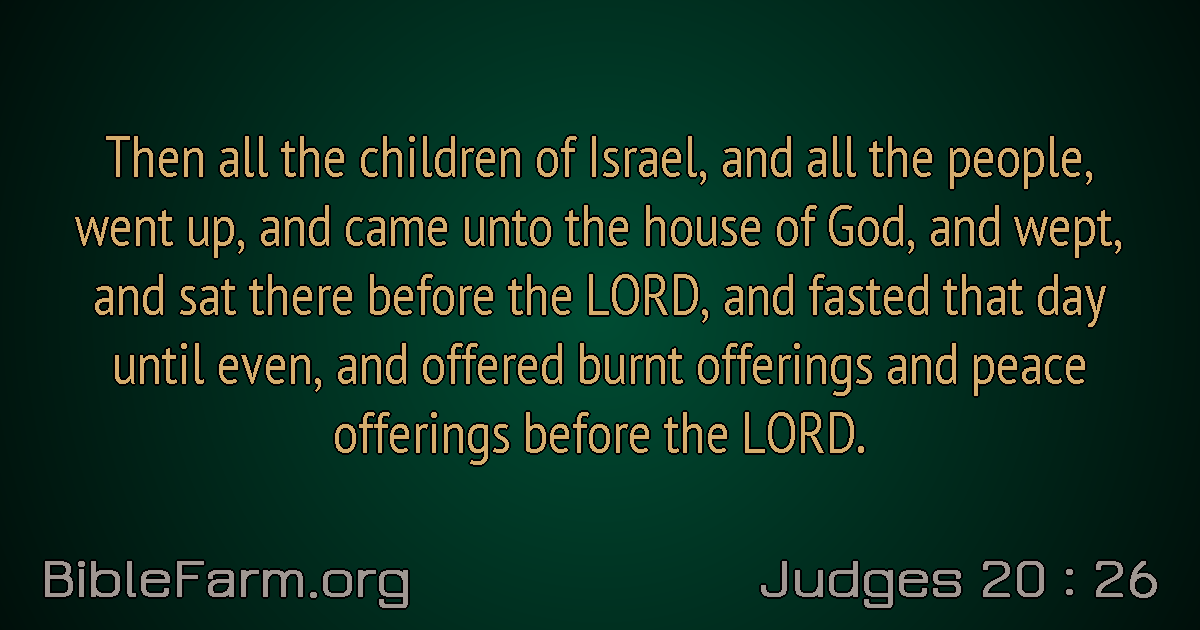 Then all the children of Israel, and all the people,
went up, and came unto the house of God, and wept,
and sat there before the LORD, and fasted that day
until even, and offered burnt offerings and peace
offerings before the LORD.
BibleFarm.org
Judges 20 : 26